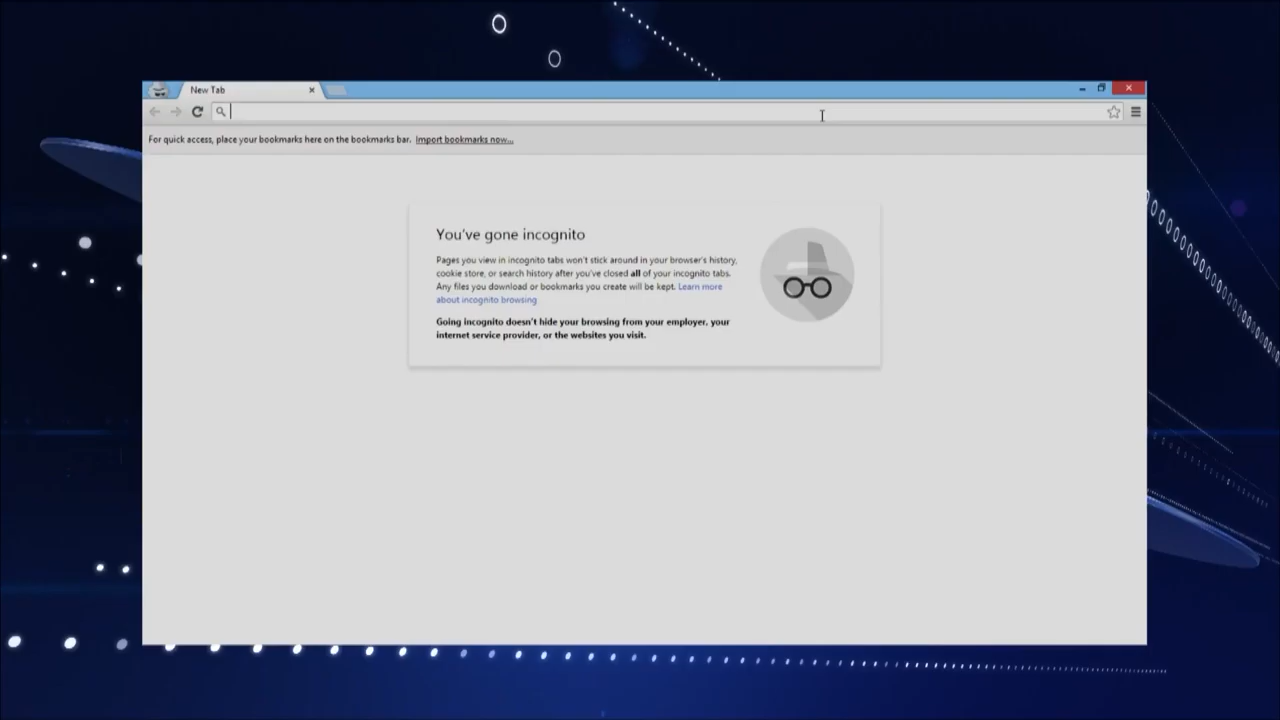 New Tab
For quick access, place your bookmarks here on the bookmarks bar. Import bookmarks now...
You've gone incognito
Pages you view in incognito tabs won't stick around in your browser's history,
cookie store, or search history after you've closed all of your incognito tabs.
Any files you download or bookmarks you create will be kept. Learn more
about incognito browsing
Going incognito doesn't hide your browsing from your employer, your
internet service provider, or the websites you visit.